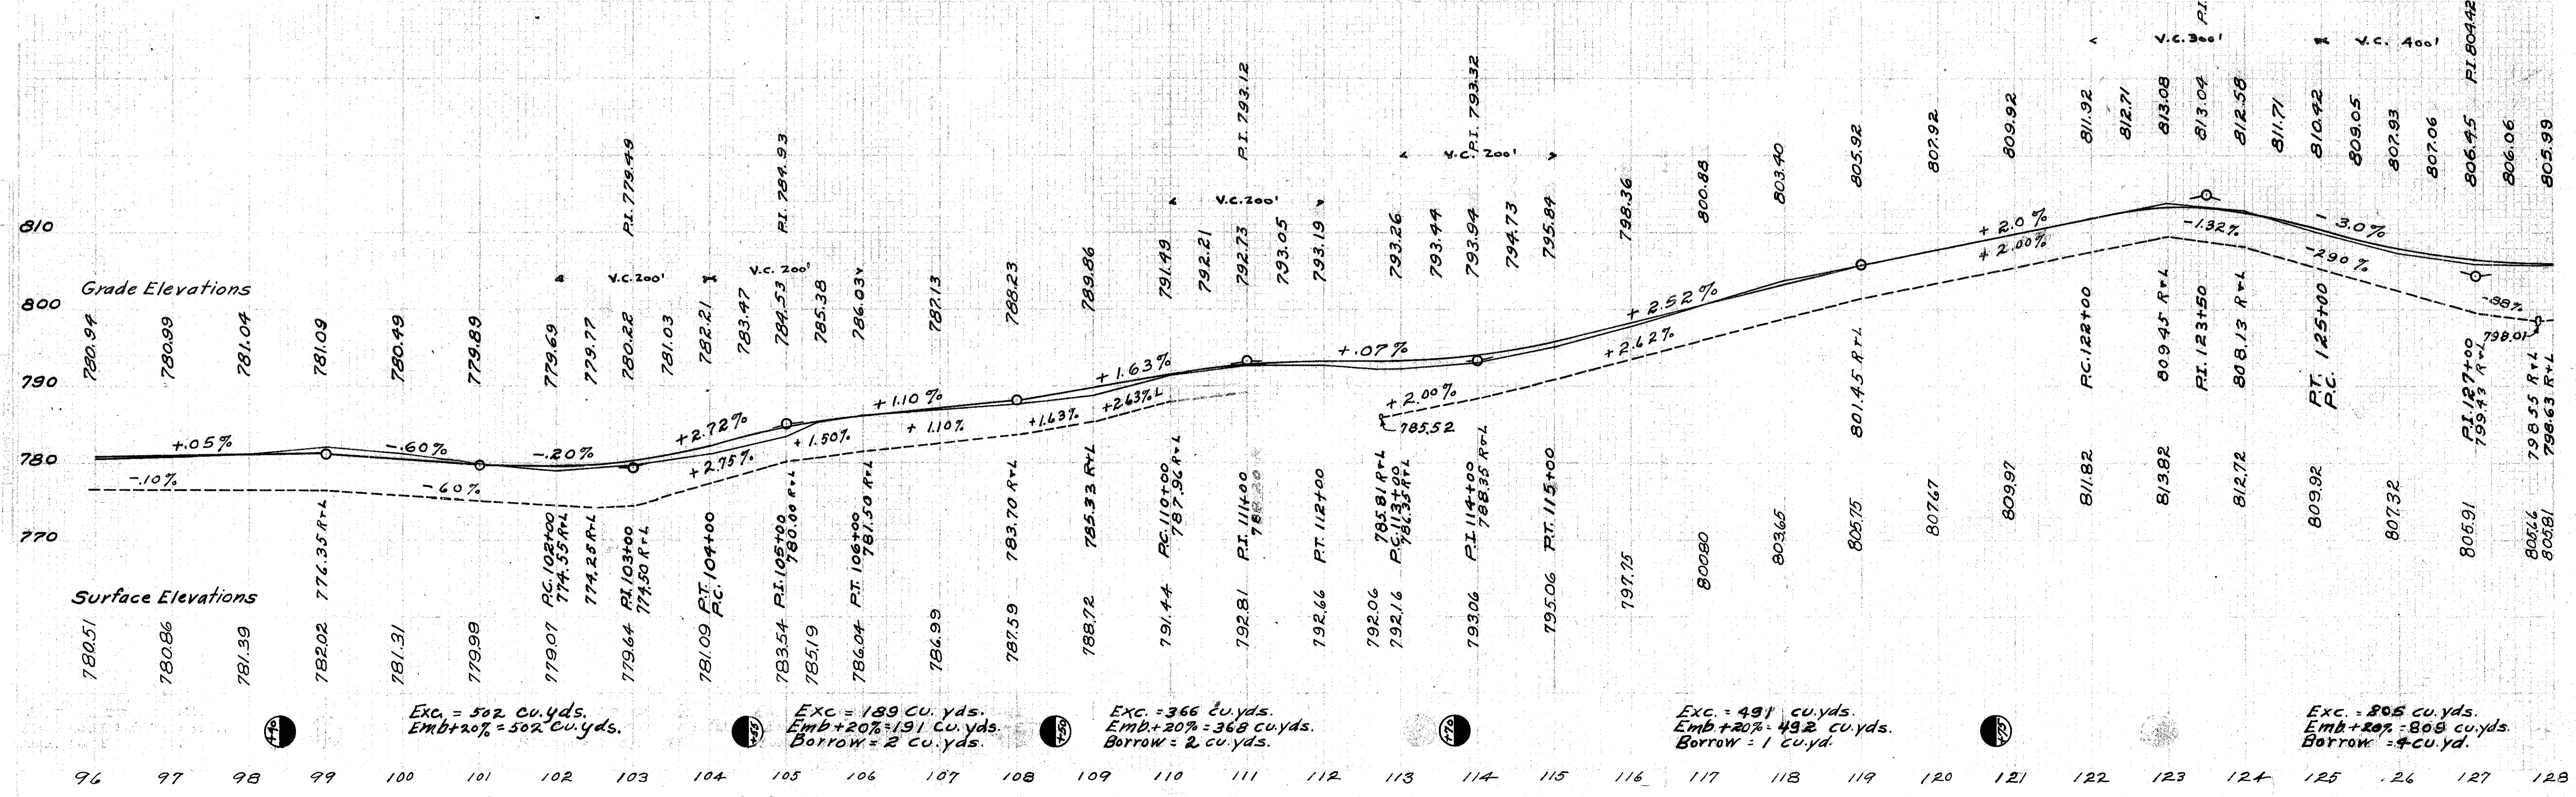 P.I.
P.I. 804.42
V.C. 300'
V.C. 400'
P.I. 793.12
P.I. 793.32
811.92
812.71
813.08
813.04
812.58
811.71
810.42
809.05
807.93
807.06
806.45
806.06
805.99
P.I. 779.49
P.I. 784.93
V.C. 200'
V.C. 200'
798.36
800.88
803.40
805.92
807.92
809.92
810
791.49
792.21
792.73
793.05
793.19
793.26
793.44
793.94
794.73
795.84
+ 2.0 %
+ 2.00%
-1.32%
- 3.0%
-2.90 %
V.C. 200'
V.C. 200'
Grade Elevations
800
780.94
780.99
781.04
781.09
780.49
779.89
779.69
779.77
780.22
781.03
782.21
783.47
784.53
785.38
786.03
787.13
788.23
789.86
+ 2.52 %
+2.62%
-.88%
798.01
790
+ 1.63%
+ .07 %
+ 1.10 %
+2.63% L
+ 2.00%
785.52
+2.72%
+ 1.50%
+ 1.10%
+1.63%
780
+.05 %
-.60%
-.20%
+ 2.75%
-.10%
-.60%
770
776.35 R+L
P.C. 102+00
774.55 R+L
774.25 R+L
P.I. 103+00
774.50 R+L
P.T. 104+00
P.C. 104+00
P.I. 105+00
780.00 R+L
P.T. 106+00
781.50 R+L
783.70 R+L
785.33 R+L
P.C. 110+00
787.96 R+L
P.I. 111+00
P.T. 112+00
785.81 R+L
P.C. 113+00
786.35 R+L
P.I. 114+00
788.35 R+L
P.T. 115+00
801.45 R+L
P.C. 122+00
809.45 R+L
P.I. 123+50
808.13 R+L
P.T. 125+00
P.C.
P.I. 127+00
799.43 R+L
798.55 R+L
798.63 R+L
Surface Elevations
780.51
780.86
781.39
782.02
781.31
779.99
779.07
779.64
781.09
783.54
785.19
786.04
786.99
787.59
788.72
791.44
792.81
792.66
792.06
792.16
793.06
795.06
797.75
800.80
803.65
805.75
807.67
809.97
811.82
813.82
812.72
809.92
807.32
805.91
805.66
805.81
+40
Exc. = 502 cu.yds.
Emb+20% = 502 cu.yds.
+55
Exc = 189 cu. yds.
Emb+20% = 191 cu. yds.
Borrow = 2 cu. yds.
+50
Exc. = 366 cu.yds.
Emb+20% = 368 cu.yds.
Borrow = 2 cu. yds.
+70
Exc. = 491 cu.yds.
Emb+20% = 492 cu.yds.
Borrow = 1 cu.yd.
+75
Exc. = 805 cu. yds.
Emb.+20% = 809 cu.yds.
Borrow = 4 cu.yd.
96 97 98 99 100 101 102 103 104 105 106 107 108 109 110 111 112 113 114 115 116 117 118 119 120 121 122 123 124 125 26 127 128